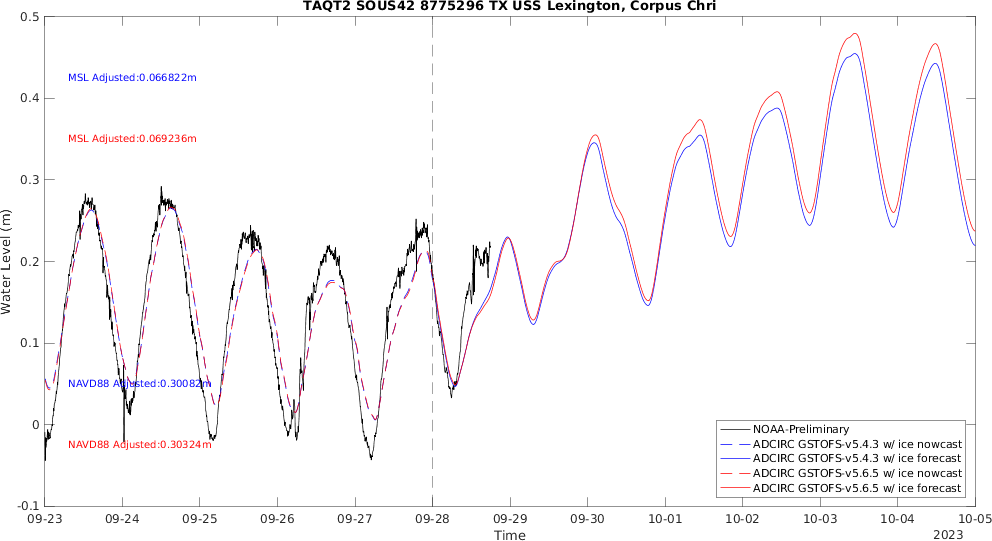 TAQT2 SOUS42 8775296 TX USS Lexington, Corpus Chri
0.5
MSL Adjusted:0.066822m
0.4
MSL Adjusted:0.069236m
0.3
Water Level (m)
0.2
0.1
NAVD88 Adjusted:0.30082m
0
NAVD88 Adjusted:0.30324m
-0.1
NOAA-Preliminary
ADCIRC GSTOFS-v5.4.3 w/ ice nowcast
ADCIRC GSTOFS-v5.4.3 w/ ice forecast
ADCIRC GSTOFS-v5.6.5 w/ ice nowcast
ADCIRC GSTOFS-v5.6.5 w/ ice forecast
09-23 09-24 09-25 09-26 09-27 09-28 09-29 09-30 10-01 10-02 10-03 10-04 10-05
Time
2023